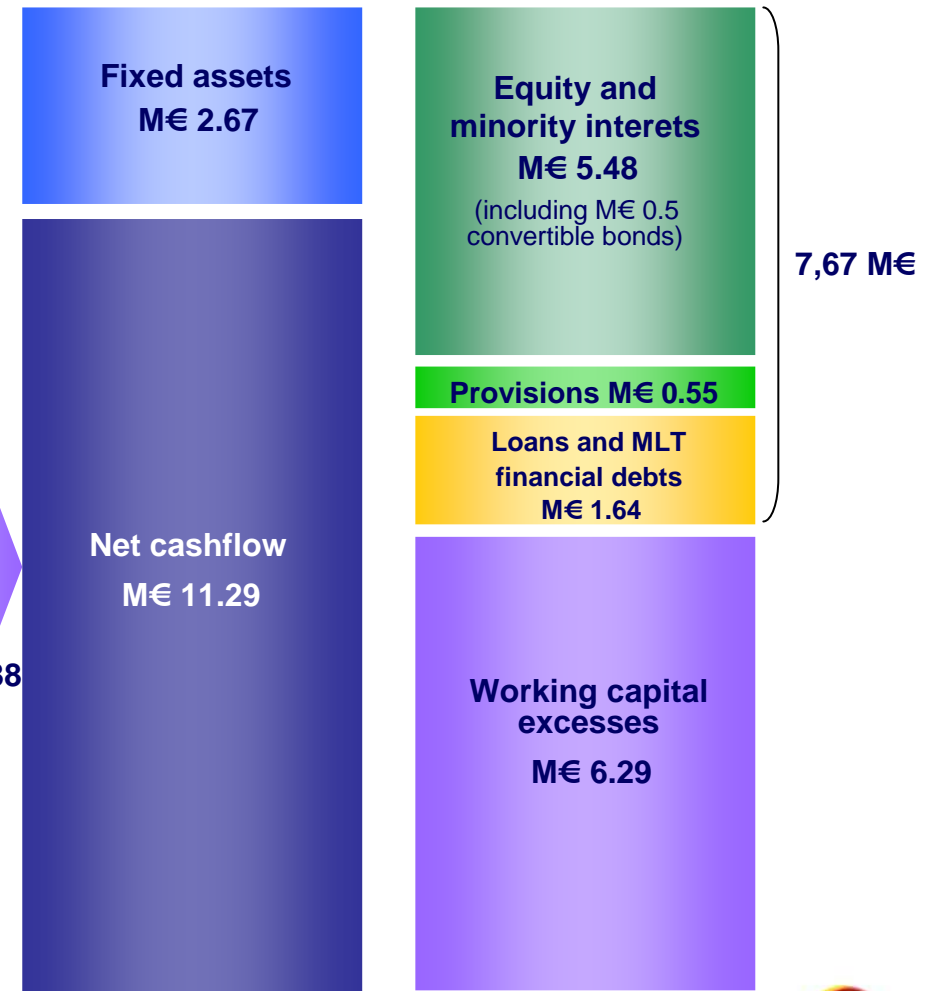 Fixed assets
M€ 2.67
Net cashflow
M€ 11.29
Equity and
minority interets
M€ 5.48
(including M€ 0.5
convertible bonds)
Provisions M€ 0.55
Loans and MLT
financial debts
M€ 1.64
7,67 M€
Working capital
excesses
M€ 6.29